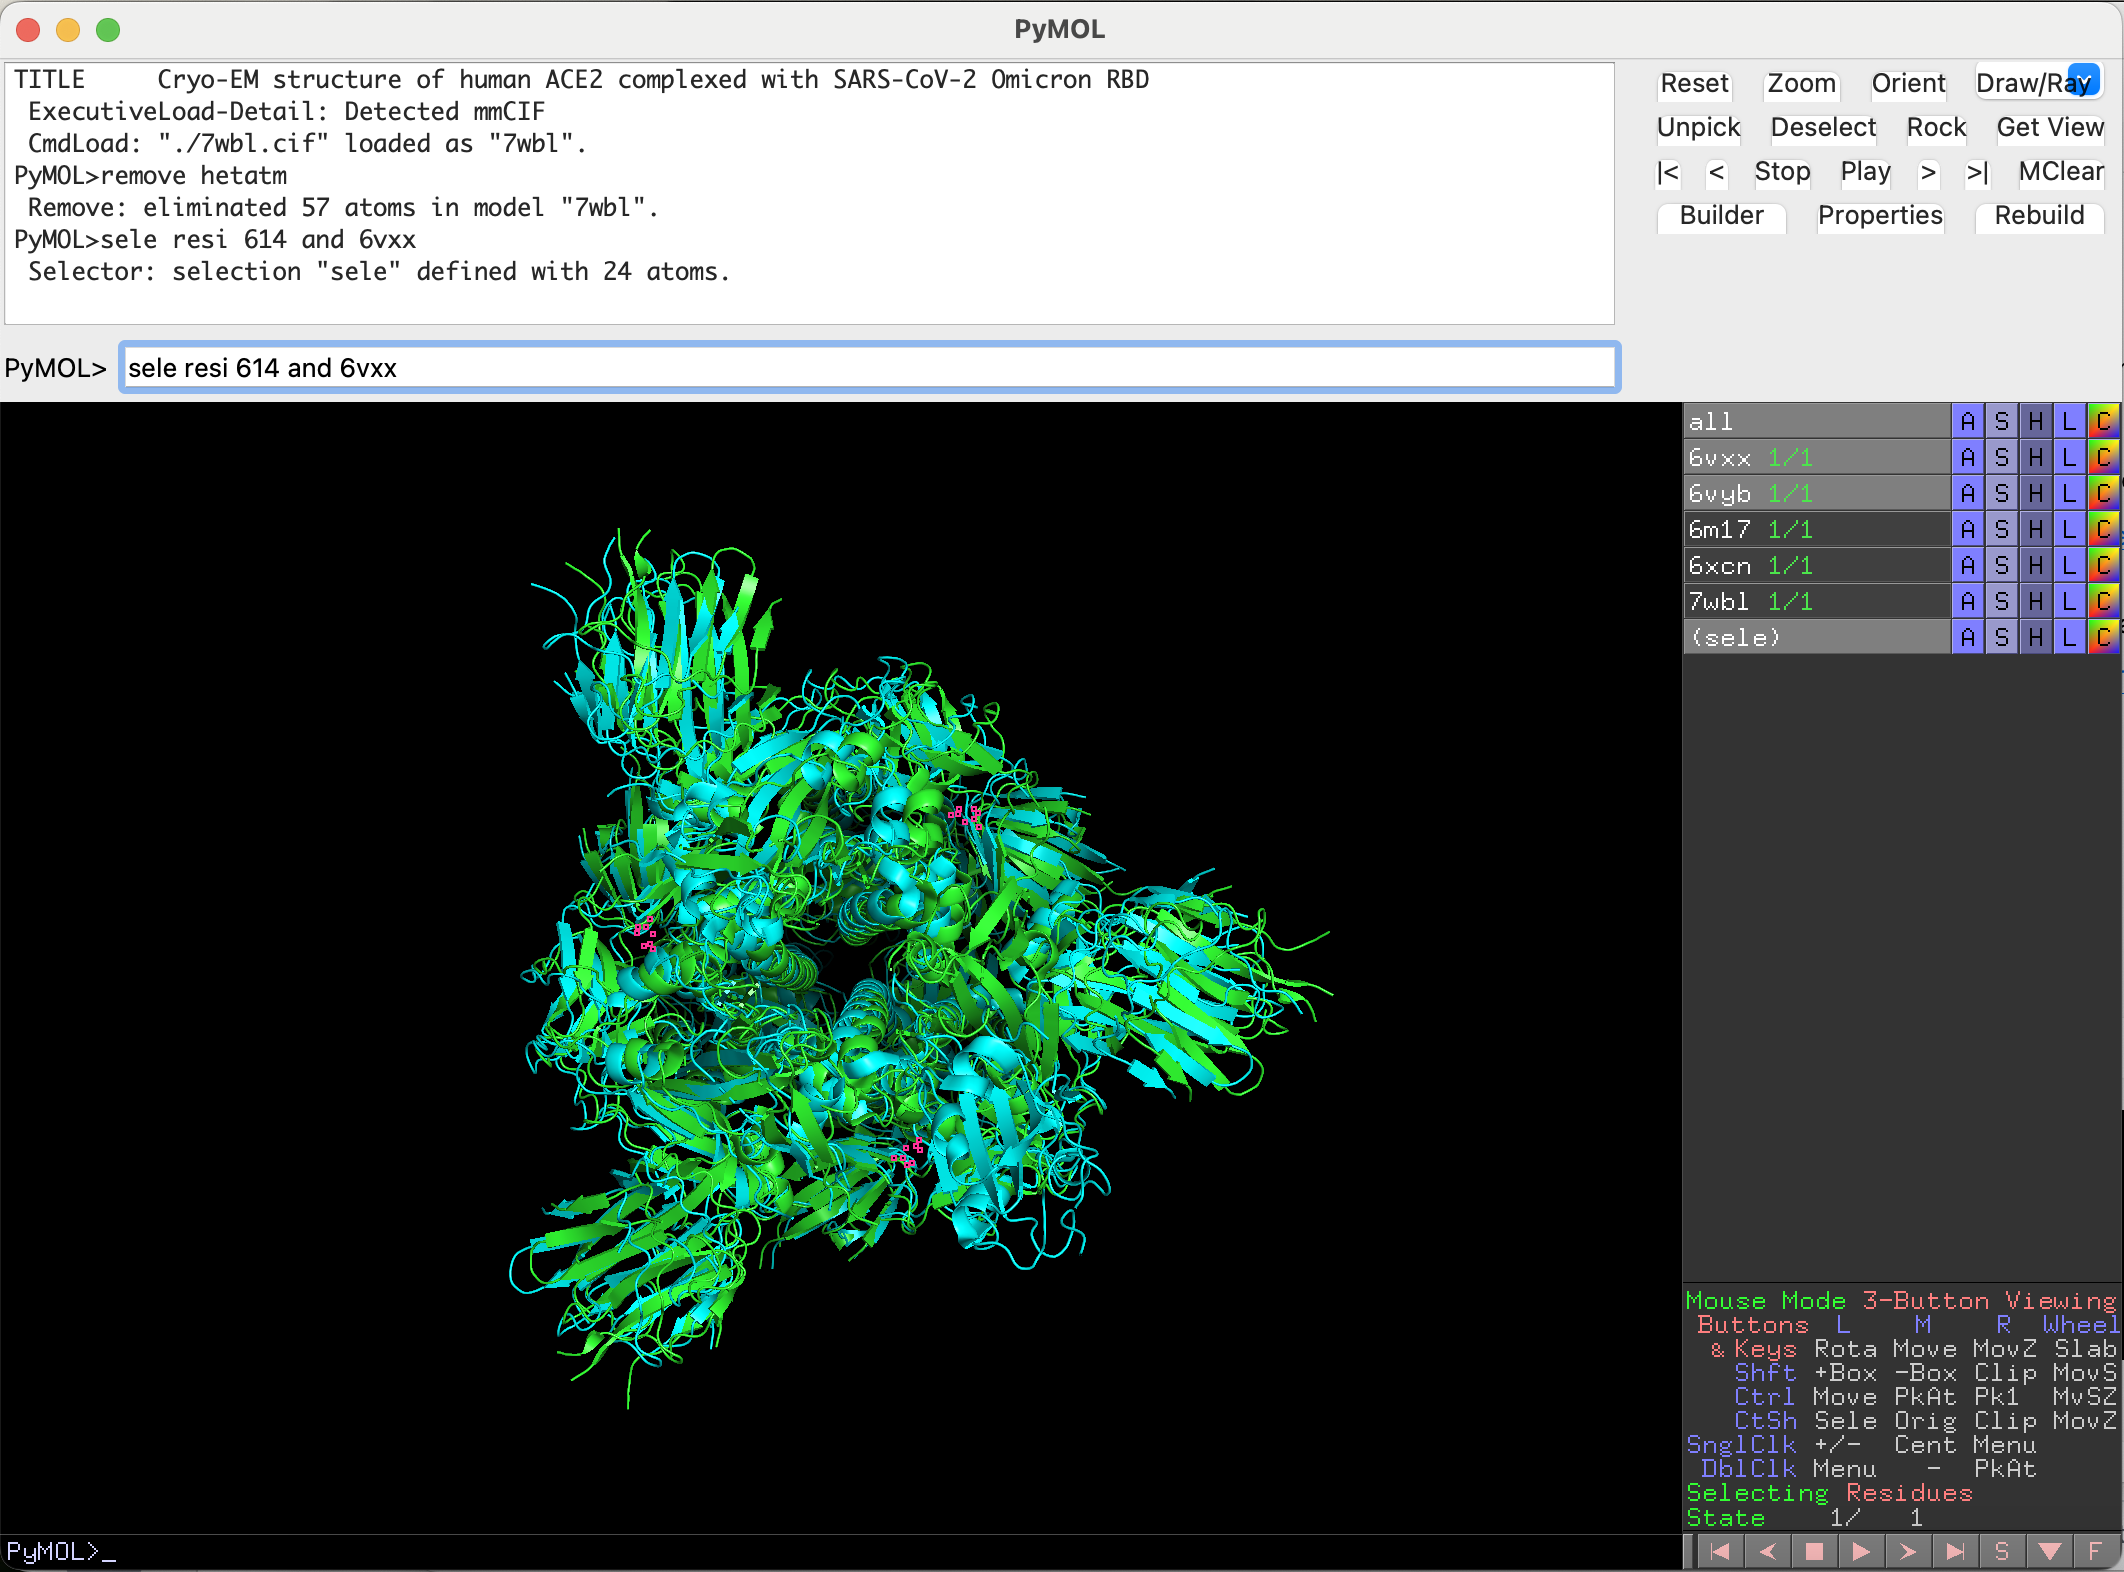 PyMOL
TITLE     Cryo-EM structure of human ACE2 complexed with SARS-CoV-2 Omicron RBD
ExecutiveLoad-Detail: Detected mmCIF
CmdLoad: "./7wbl.cif" loaded as "7wbl".
PyMOL>remove hetatm
Remove: eliminated 57 atoms in model "7wbl".
PyMOL>sele resi 614 and 6vxx
Selector: selection "sele" defined with 24 atoms.
Reset Zoom Orient Draw/Ray
Unpick Deselect Rock Get View
|< < Stop Play > >| MClear
Builder Properties Rebuild
PyMOL> sele resi 614 and 6vxx
all A S H L C
6vxx 1/1 A S H L C
6vyb 1/1 A S H L C
6m17 1/1 A S H L C
6xcn 1/1 A S H L C
7wbl 1/1 A S H L C
(sele) A S H L C
Mouse Mode 3-Button Viewing
Buttons L M R Wheel
& Keys Rota Move MovZ Slab
Shft +Box -Box Clip MovS
Ctrl Move PkAt Pk1 MvSZ
CtSh Sele Orig Clip MovZ
SnglClk +/- Cent Menu
DblClk Menu - PkAt
Selecting Residues
State 1/ 1
PyMOL>_
S F